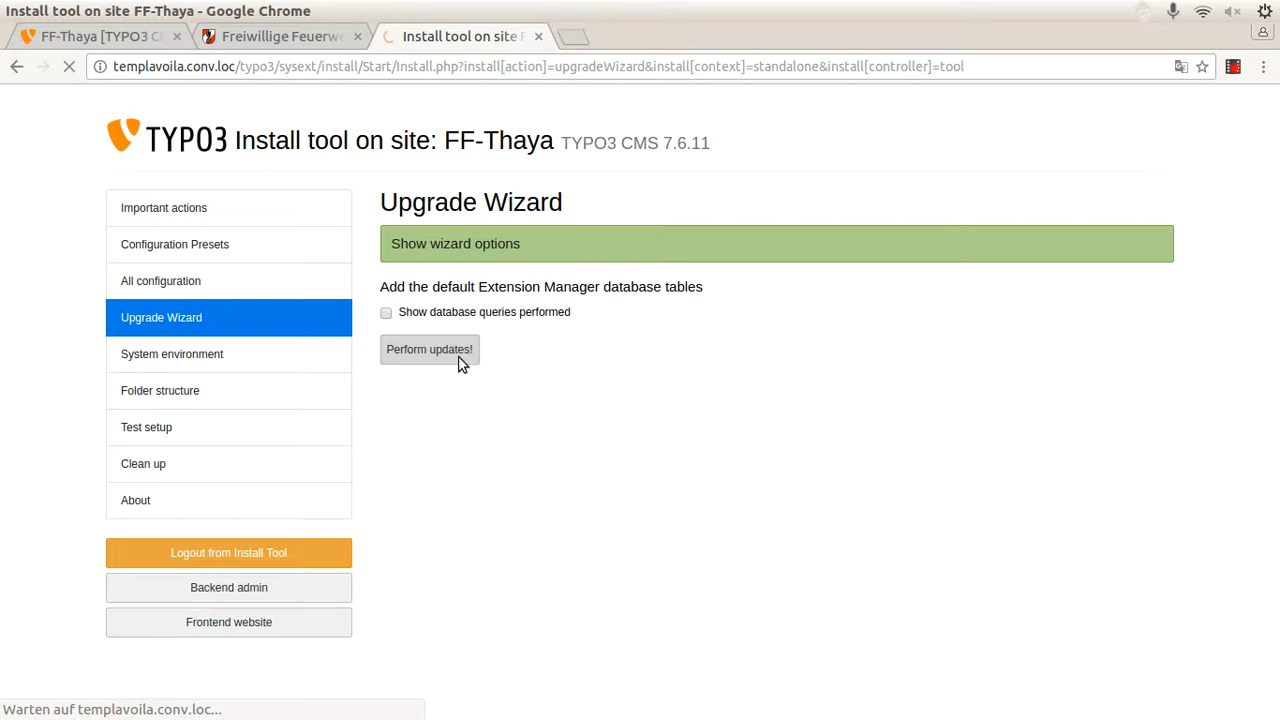 Install tool on site FF-Thaya - Google Chrome
FF-Thaya [TYPO3 C
Freiwillige Feuerwe
Install tool on site F
templavoila.conv.loc/typo3/sysext/install/Start/Install.php?install[action]=upgradeWizard&install[context]=standalone&install[controller]=tool
TYPO3 Install tool on site: FF-Thaya TYPO3 CMS 7.6.11
Important actions
Configuration Presets
All configuration
Upgrade Wizard
System environment
Folder structure
Test setup
Clean up
About
Logout from Install Tool
Backend admin
Frontend website
Upgrade Wizard
Show wizard options
Add the default Extension Manager database tables
Show database queries performed
Perform updates!
Warten auf templavoila.conv.loc...